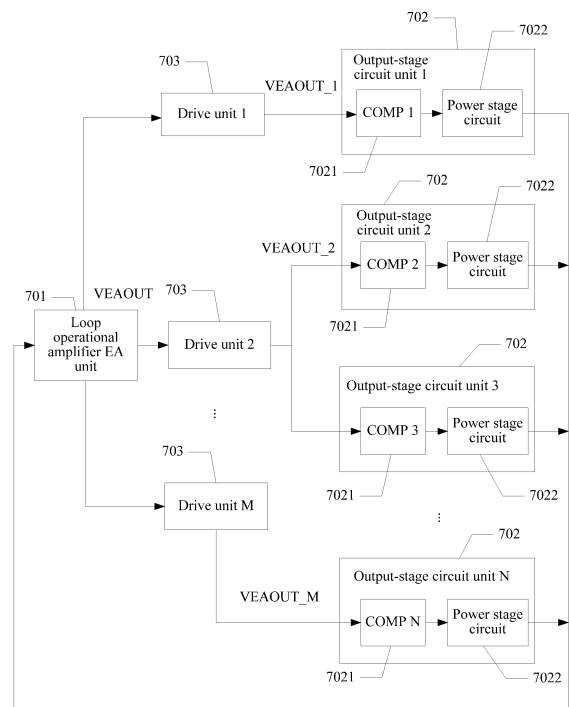 702
7022
Output-stage
circuit unit 1
703
VEAOUT_1
Drive unit 1
COMP 1
Power stage
circuit
7021
702
7022
Output-stage
circuit unit 2
VEAOUT_2
COMP 2
Power stage
circuit
701
VEAOUT
703
7021
Loop
operational
amplifier EA
unit
Drive unit 2
702
Output-stage circuit unit 3
...
COMP 3
Power stage
circuit
703
7021
7022
Drive unit M
...
702
Output-stage circuit unit N
VEAOUT_M
COMP N
Power stage
circuit
7021
7022